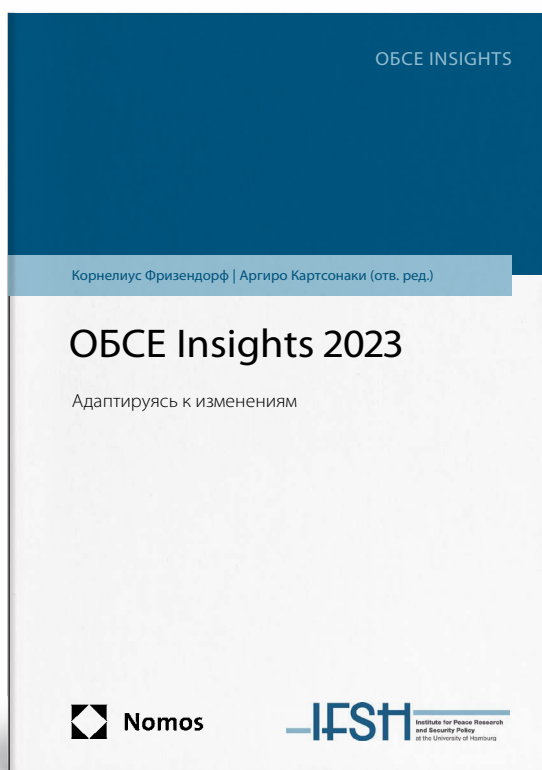 ОБСЕ INSIGHTS
Корнелиус Фризендорф | Аргиро Картсонаки (отв. ред.)
ОБСЕ Insights 2023
Адаптируясь к изменениям
Nomos
IFSH
Institute for Peace Research
and Security Policy
at the University of Hamburg